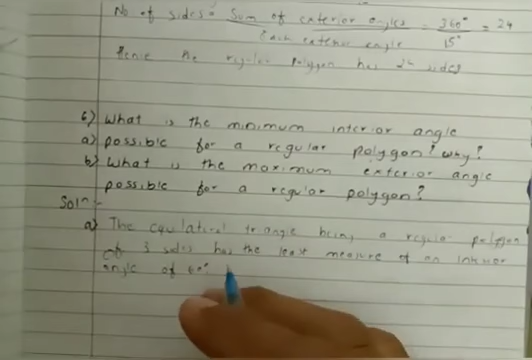 No of sides = Sum of exterior angles = 360° = 24
Each exterior angle 15°
Hence the regular polygon has 24 sides
6) What is the minimum interior angle
a) possible for a regular polygon? why?
b) What is the maximum exterior angle
possible for a regular polygon?
Soln:-
a) The equilateral triangle being a regular polygon
of 3 sides has the least measure of an interior
angle of 60°